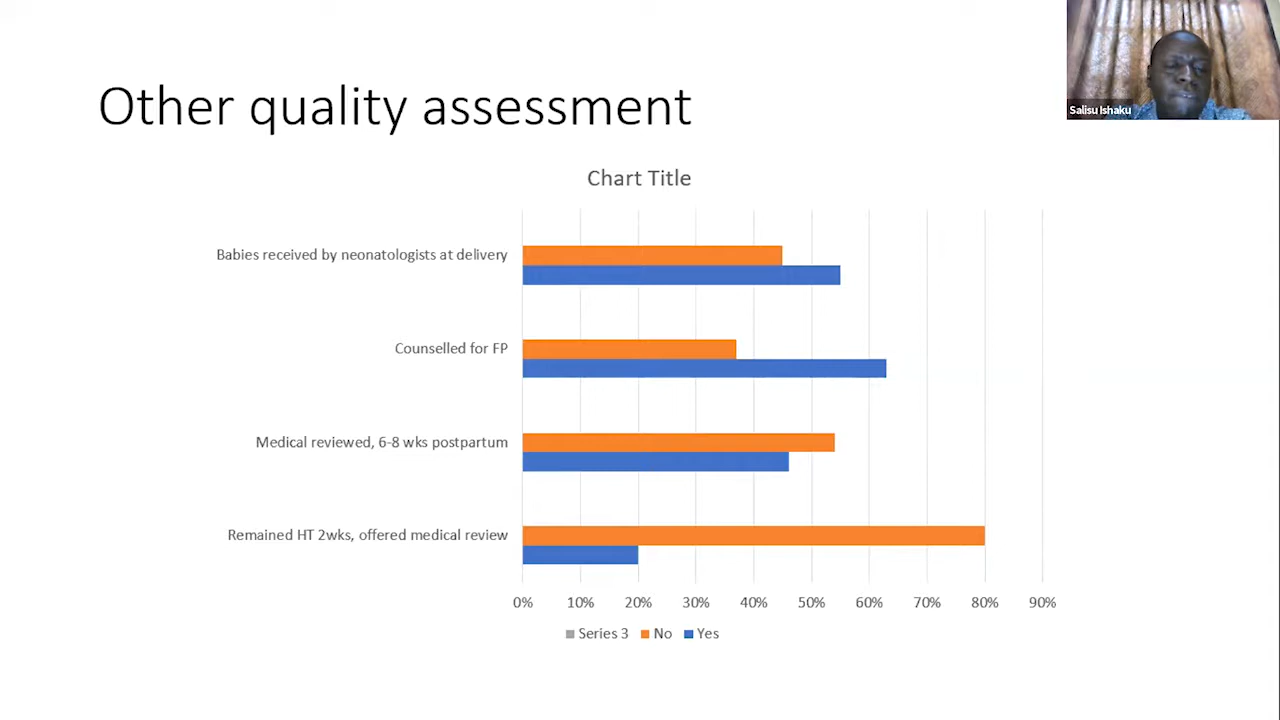 Salisu Ishaku
Other quality assessment
Chart Title
Babies received by neonatologists at delivery
Counselled for FP
Medical reviewed, 6-8 wks postpartum
Remained HT 2wks, offered medical review
0% 10% 20% 30% 40% 50% 60% 70% 80% 90%
Series 3 No Yes